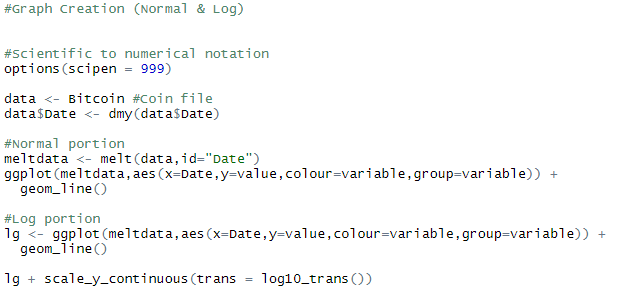 #Graph Creation (Normal & Log)
#Scientific to numerical notation
options(scipen = 999)
data <- Bitcoin #Coin file
data$Date <- dmy(data$Date)
#Normal portion
meltdata <- melt(data,id="Date")
ggplot(meltdata,aes(x=Date,y=value,colour=variable,group=variable)) +
  geom_line()
#Log portion
lg <- ggplot(meltdata,aes(x=Date,y=value,colour=variable,group=variable)) +
  geom_line()
lg + scale_y_continuous(trans = log10_trans())